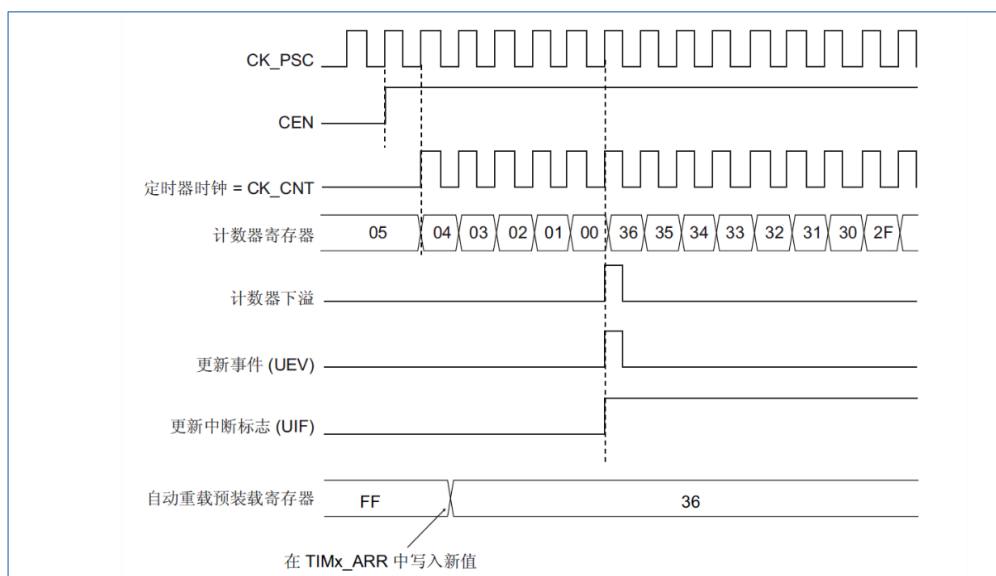 CK_PSC
CEN
定时器时钟 = CK_CNT
计数器寄存器 05 04 03 02 01 00 36 35 34 33 32 31 30 2F
计数器下溢
更新事件 (UEV)
更新中断标志 (UIF)
自动重载预装载寄存器 FF 36
在 TIMx_ARR 中写入新值